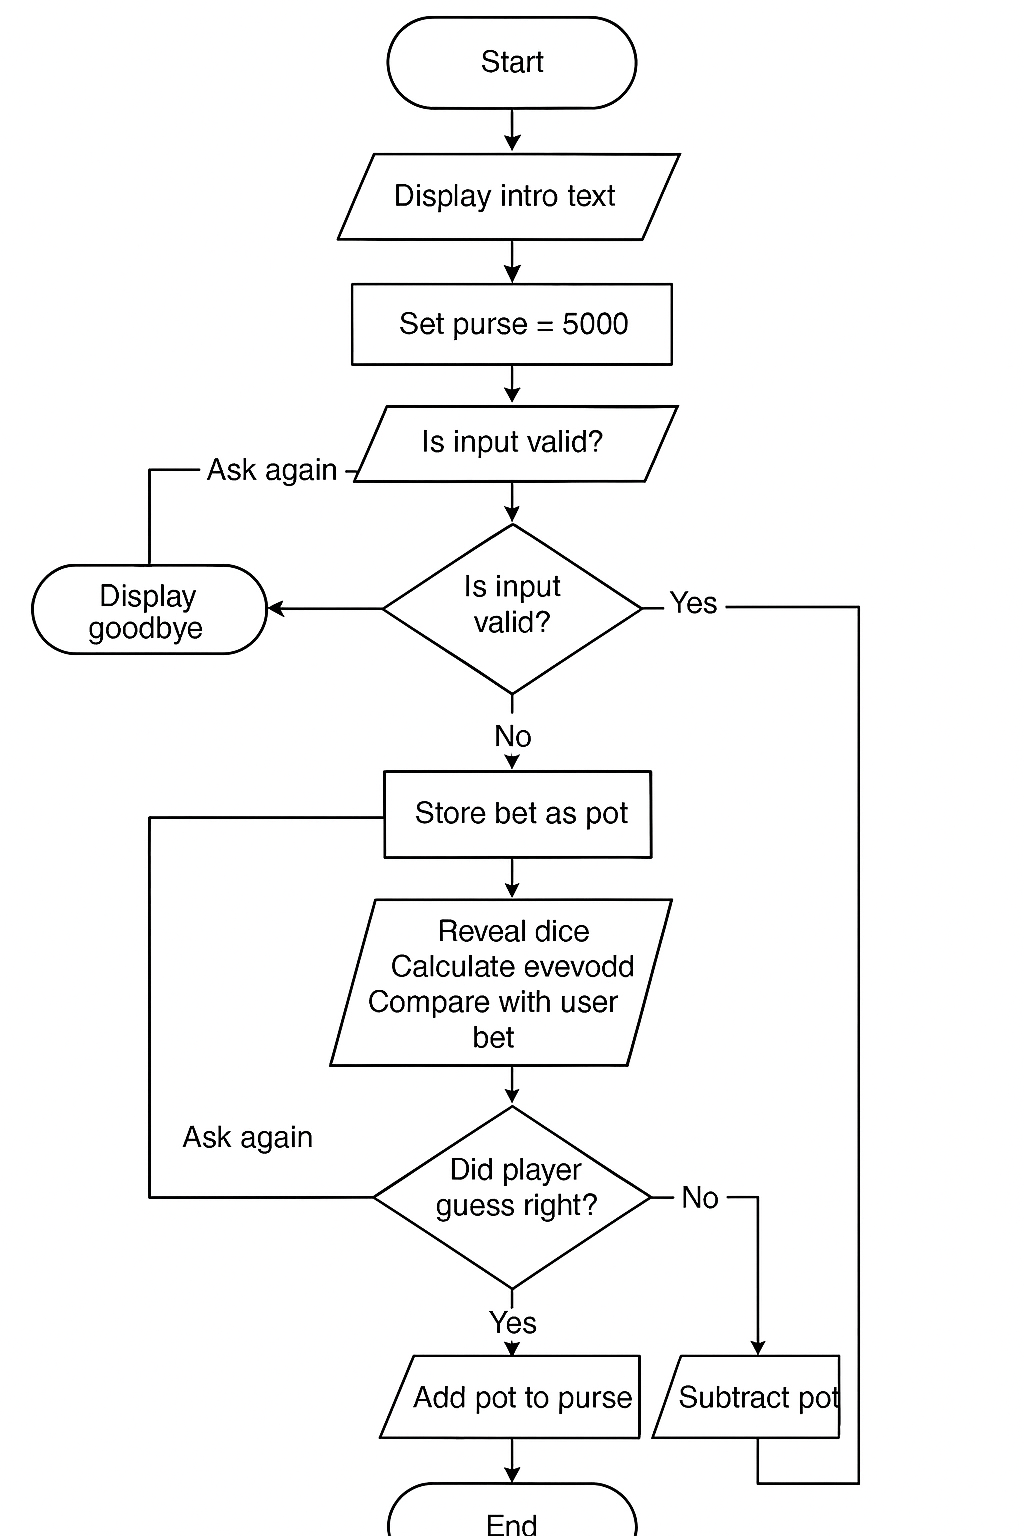 Start
Display intro text
Set purse = 5000
Is input valid?
Ask again
Is input
valid?
Yes
Display
goodbye
No
Store bet as pot
Reveal dice
Calculate evevodd
Compare with user
bet
Ask again
Did player
guess right?
No
Yes
Add pot to purse
Subtract pot
End